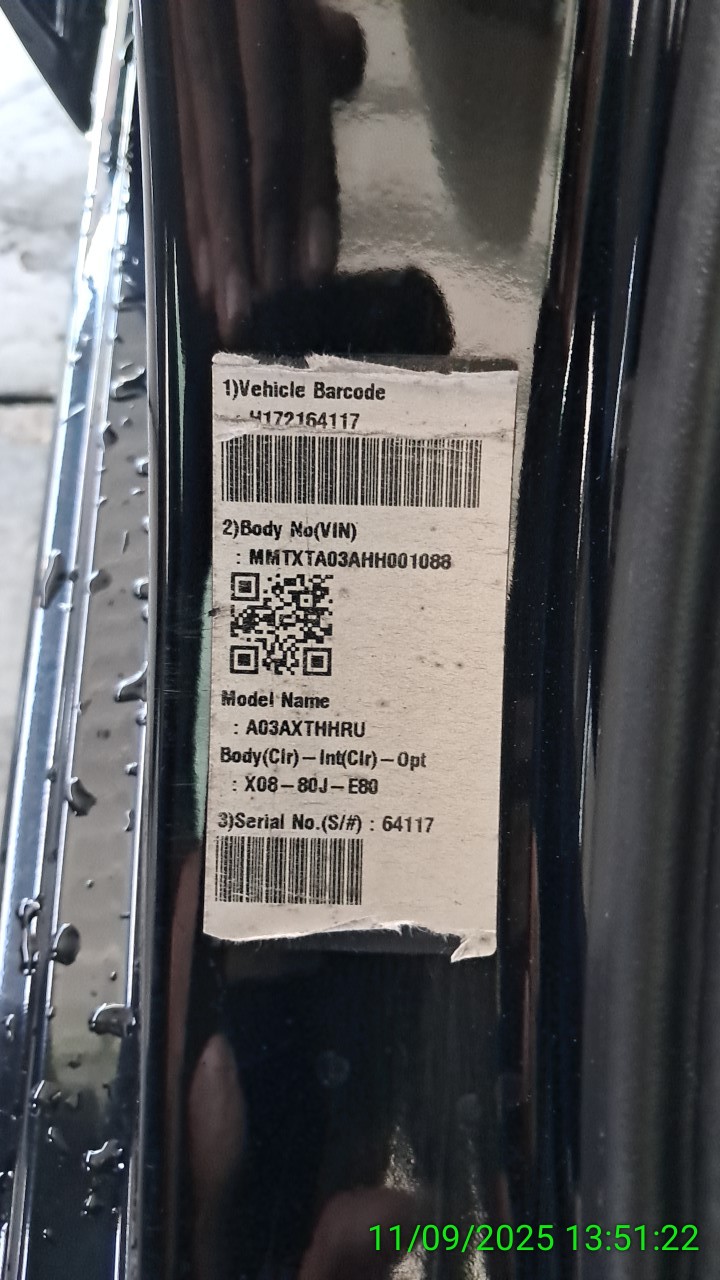 1)Vehicle Barcode
: H172164117
2)Body No(VIN)
: MMTXTA03AHH001088
Model Name
: A03AXTHHRU
Body(Clr)-Int(Clr)-Opt
: X08-80J-E80
3)Serial No.(S/#) : 64117
11/09/2025 13:51:22